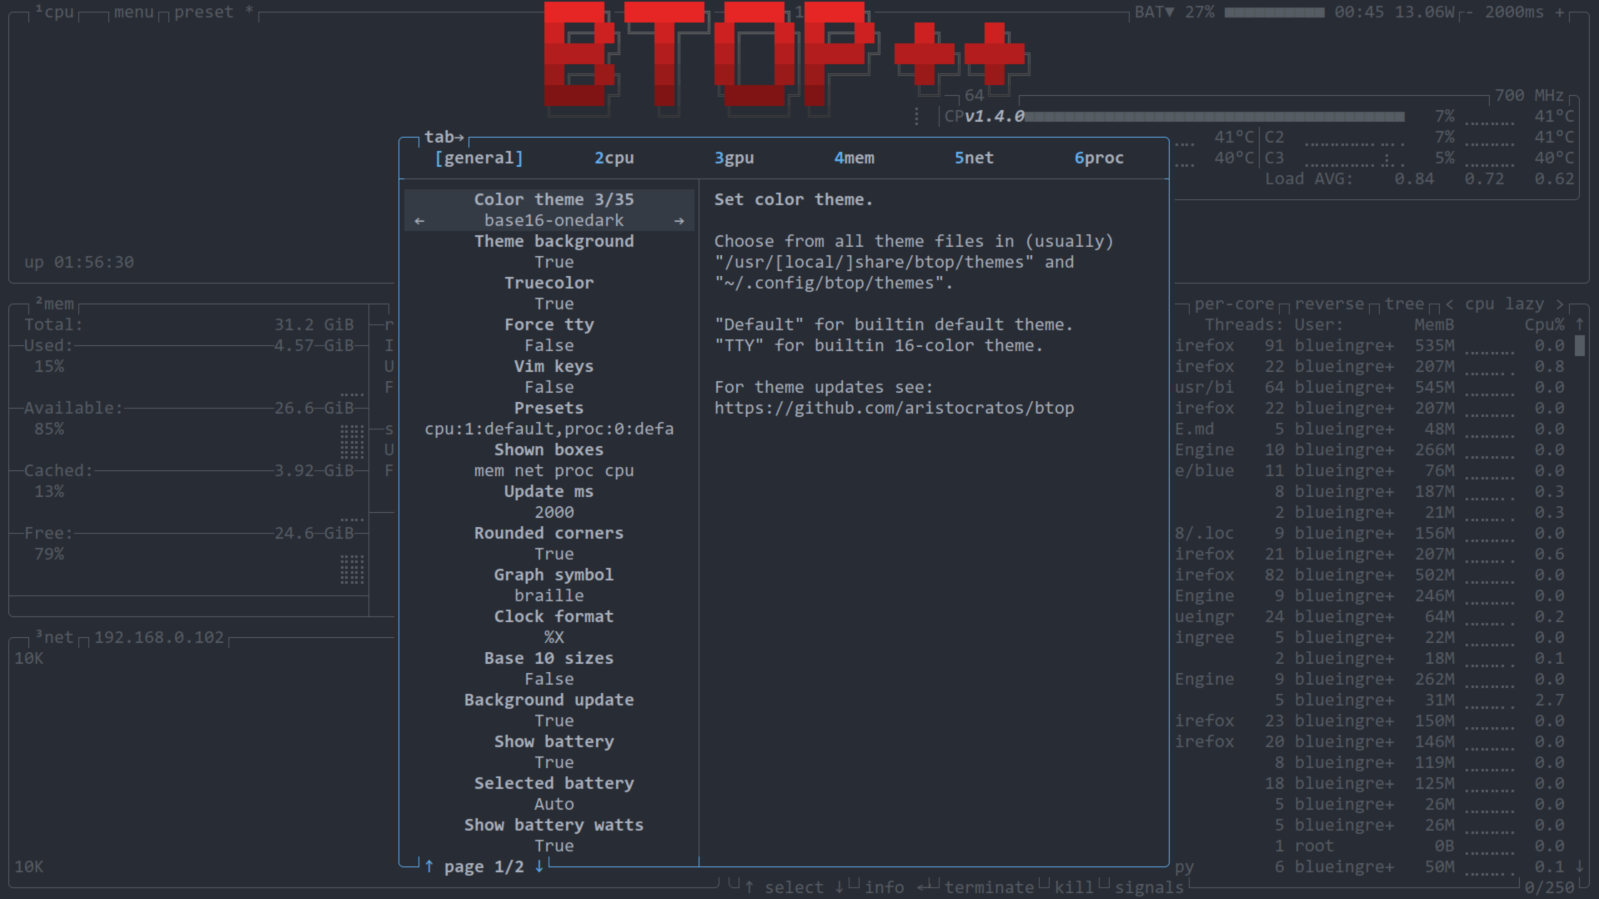 ¹cpu menu preset * 1 BAT▼ 27% 00:45 13.06W - 2000ms +
BTOP++
64 700 MHz
CPv1.4.0 7% 41°C
41°C C2 7% 41°C
40°C C3 5% 40°C
Load AVG: 0.84 0.72 0.62
up 01:56:30
tab→
[general] 2cpu 3gpu 4mem 5net 6proc
Color theme 3/35
← base16-onedark →
Theme background
True
Truecolor
True
Force tty
False
Vim keys
False
Presets
cpu:1:default,proc:0:defa
Shown boxes
mem net proc cpu
Update ms
2000
Rounded corners
True
Graph symbol
braille
Clock format
%X
Base 10 sizes
False
Background update
True
Show battery
True
Selected battery
Auto
Show battery watts
True
↑ page 1/2 ↓
Set color theme.
Choose from all theme files in (usually)
"/usr/[local/]share/btop/themes" and
"~/.config/btop/themes".
"Default" for builtin default theme.
"TTY" for builtin 16-color theme.
For theme updates see:
https://github.com/aristocratos/btop
²mem
Total: 31.2 GiB r
Used: 4.57 GiB I
15% U
F
Available: 26.6 GiB
85% s
U
Cached: 3.92 GiB F
13%
Free: 24.6 GiB
79%
³net 192.168.0.102
10K
10K
per-core reverse tree < cpu lazy >
Threads: User: MemB Cpu% ↑
irefox 91 blueingre+ 535M 0.0
irefox 22 blueingre+ 207M 0.8
usr/bi 64 blueingre+ 545M 0.0
irefox 22 blueingre+ 207M 0.0
E.md 5 blueingre+ 48M 0.0
Engine 10 blueingre+ 266M 0.0
e/blue 11 blueingre+ 76M 0.0
8 blueingre+ 187M 0.3
2 blueingre+ 21M 0.3
8/.loc 9 blueingre+ 156M 0.0
irefox 21 blueingre+ 207M 0.6
irefox 82 blueingre+ 502M 0.0
Engine 9 blueingre+ 246M 0.0
ueingr 24 blueingre+ 64M 0.2
ingree 5 blueingre+ 22M 0.0
2 blueingre+ 18M 0.1
Engine 9 blueingre+ 262M 0.0
5 blueingre+ 31M 2.7
irefox 23 blueingre+ 150M 0.0
irefox 20 blueingre+ 146M 0.0
8 blueingre+ 119M 0.0
18 blueingre+ 125M 0.0
5 blueingre+ 26M 0.0
5 blueingre+ 26M 0.0
1 root 0B 0.0
py 6 blueingre+ 50M 0.1 ↓
↑ select ↓ info ↵ terminate kill signals 0/250